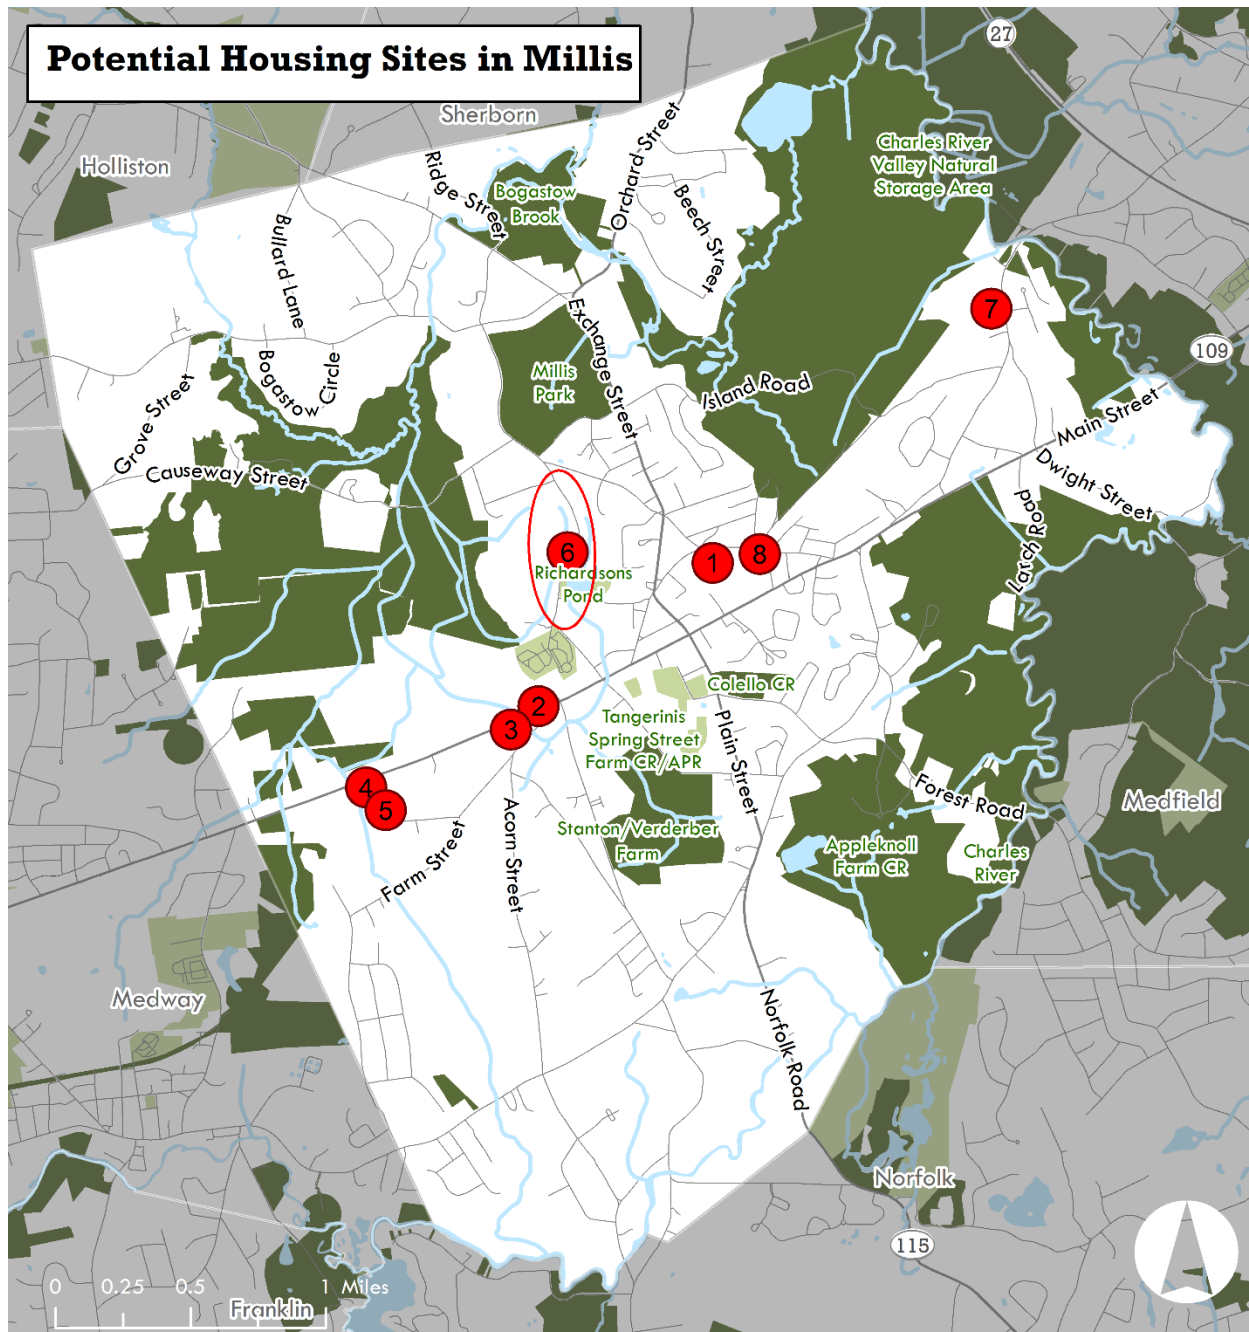 Potential Housing Sites in Millis
27
Sherborn
Holliston
Charles River
Valley Natural
Storage Area
Ridge Street
Bogastow
Brook
Orchard Street
Beech Street
Bullard Lane
7
Exchange Street
109
Bogastow Circle
Millis
Park
Island Road
Grove Street
Main Street
Causeway Street
Dwight Street
Larch Road
6
1
8
Richardsons
Pond
Colello CR
2
3
Tangerinis
Spring Street
Farm CR/APR
Plain Street
4
5
Forest Road
Medfield
Farm Street
Acorn Street
Stanton/Verderber
Farm
Appleknoll
Farm CR
Charles
River
Medway
Norfolk Road
Norfolk
115
0 0.25 0.5 1 Miles
Franklin